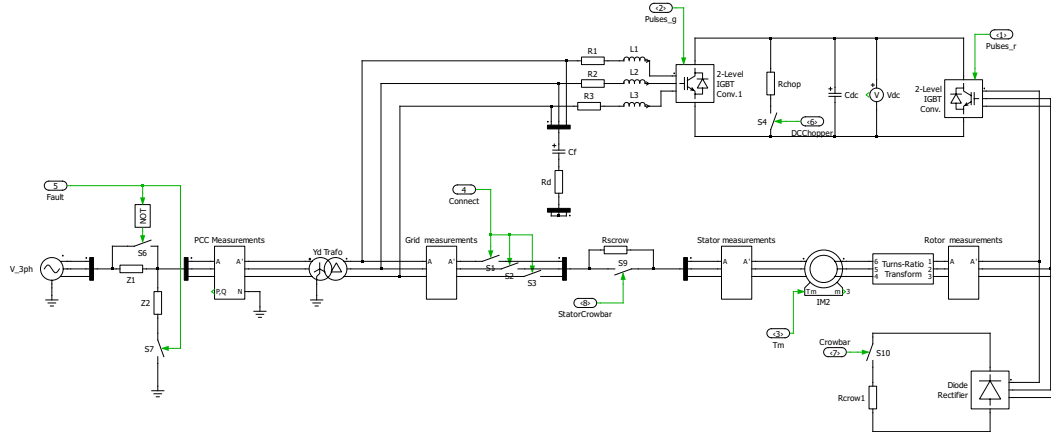 <2>
Pulses_g
<1>
Pulses_r
R1
L1
R2
L2
R3
L3
2-Level
IGBT
Conv.1
Rchop
S4
<6>
DCChopper
Cdc
V
Vdc
2-Level
IGBT
Conv.
Cf
Rd
5
Fault
NOT
S6
V_3ph
Z1
Z2
S7
PCC Measurements
A
A'
P,Q
N
Yd Trafo
4
Connect
Grid measurements
A
A'
S1
S2
S3
Rscrow
S9
<8>
StatorCrowbar
Stator measurements
A
A'
Tm
m
3
IM2
<3>
Tm
6
5
4
Turns-Ratio
Transform
1
2
3
Rotor measurements
A
A'
Crowbar
<7>
S10
Rcrow1
Diode
Rectifier